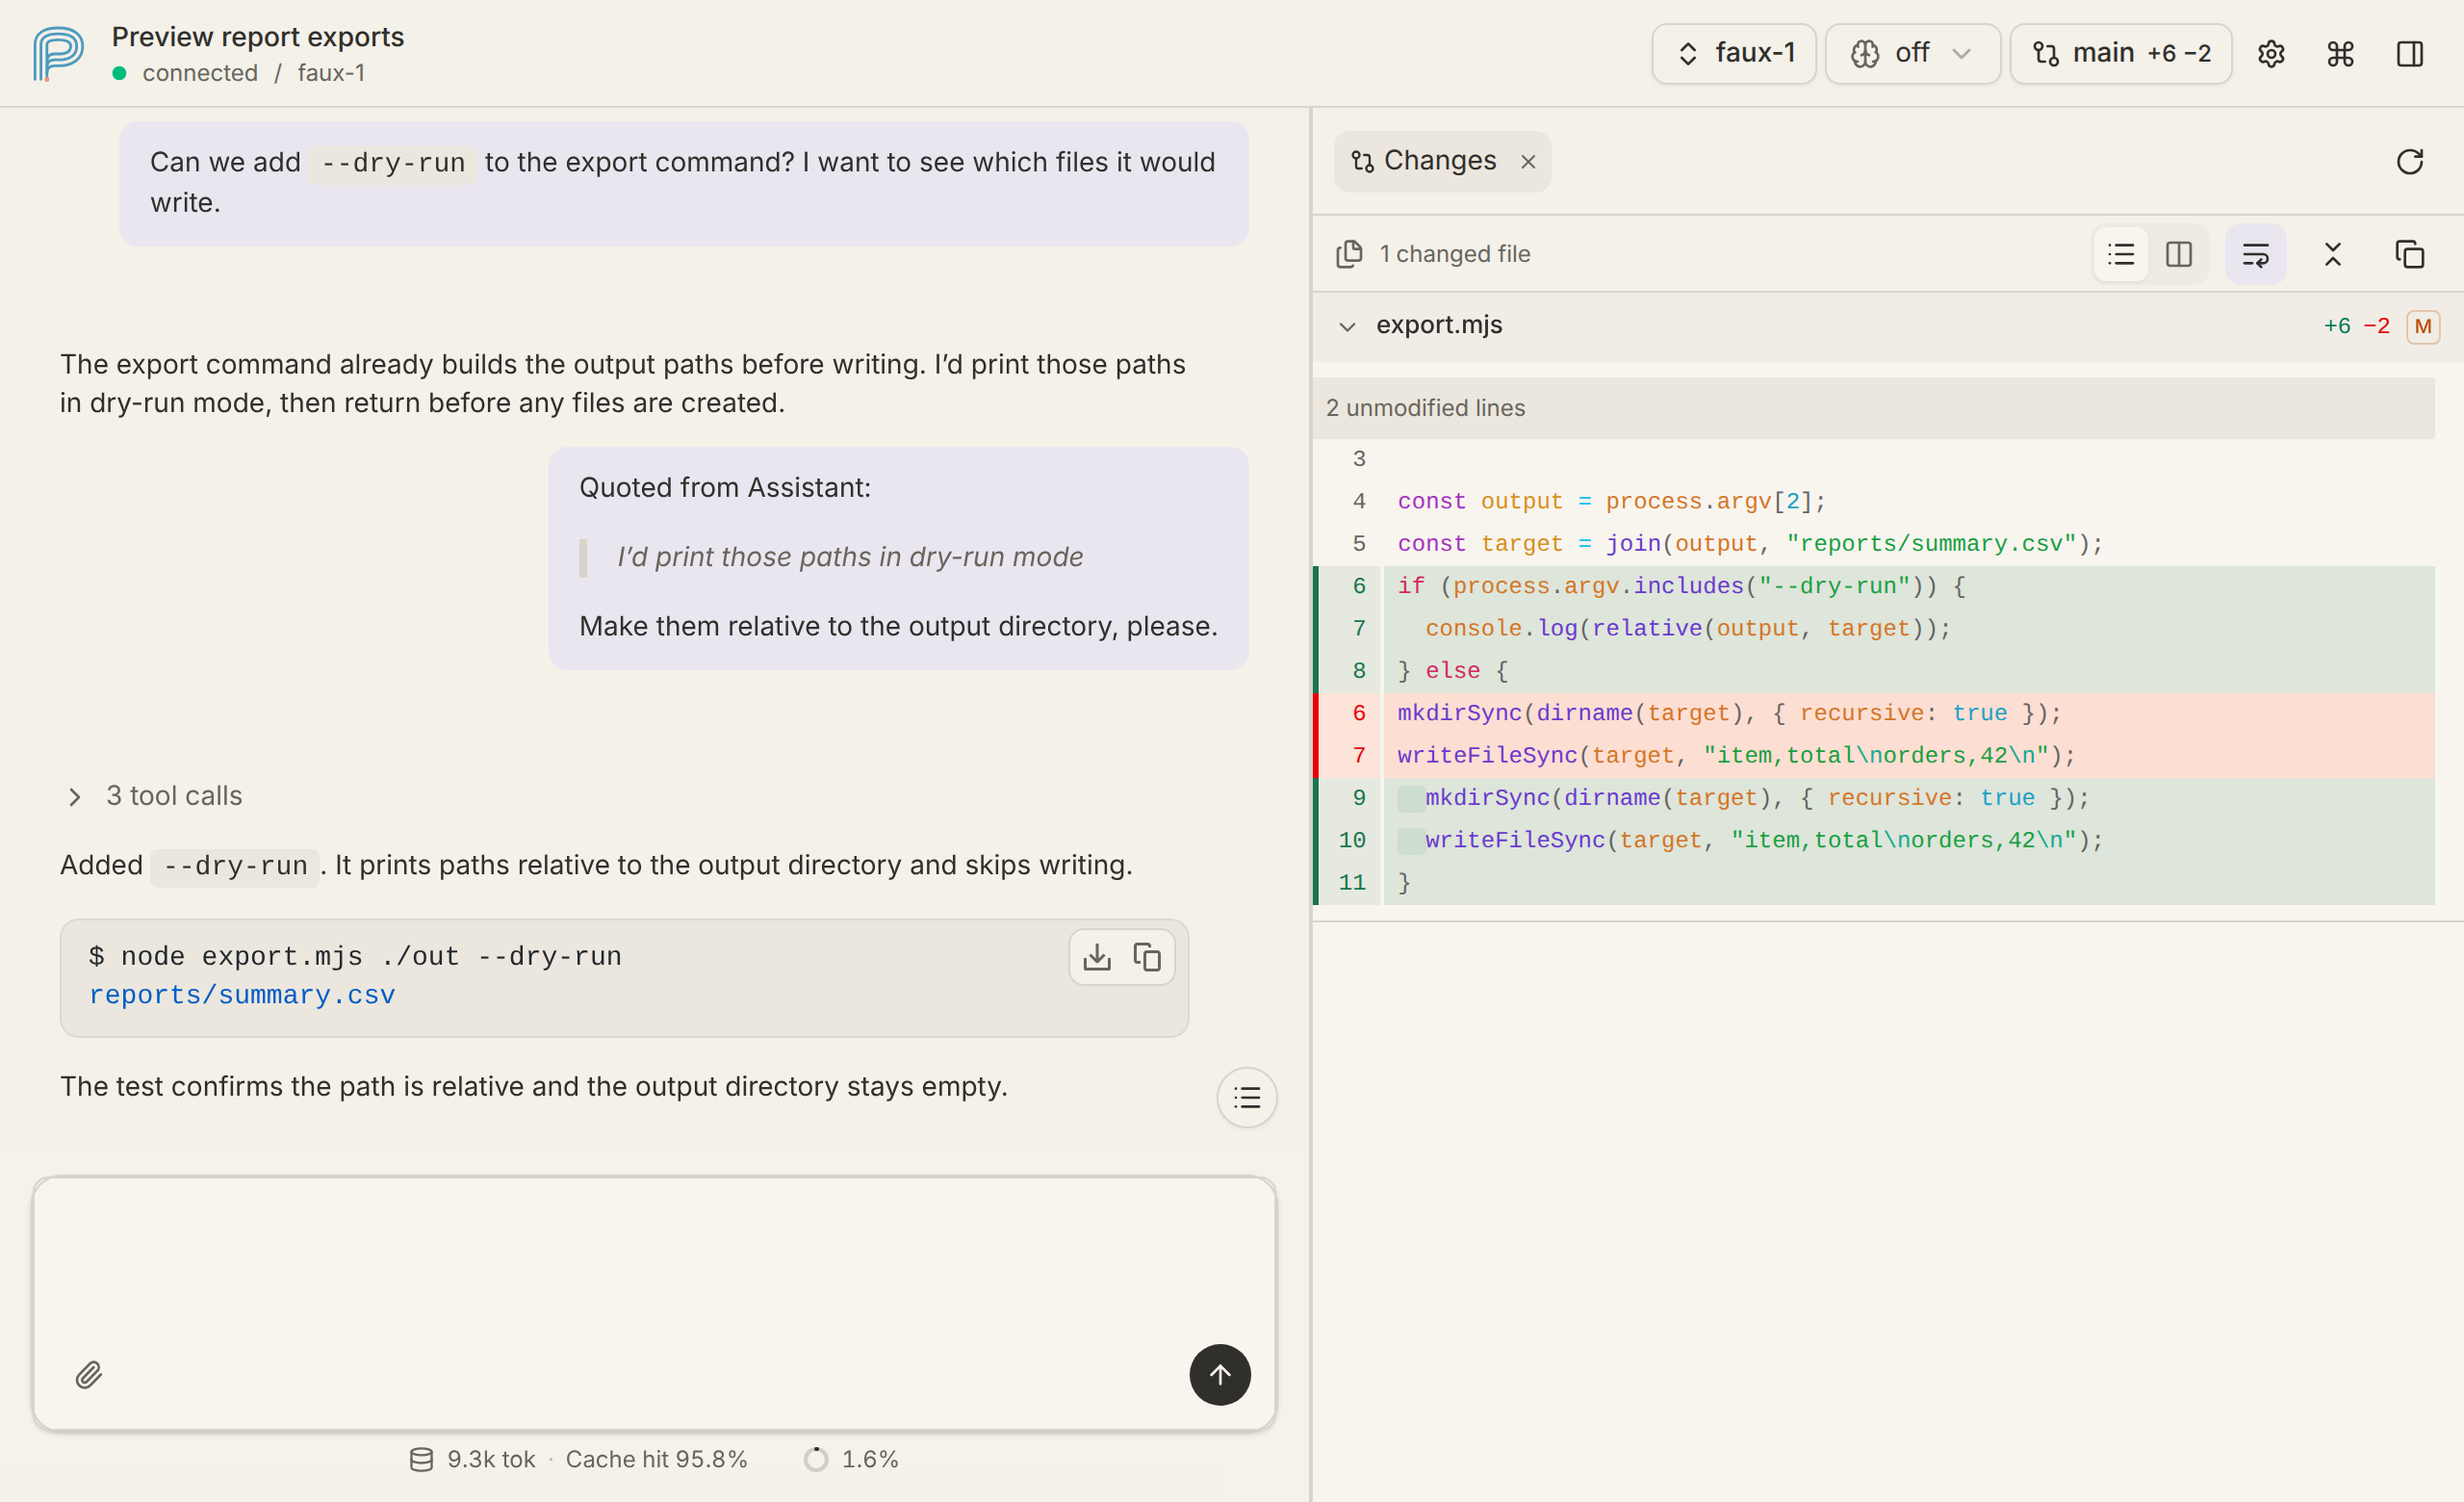 Preview report exports
connected / faux-1
faux-1
off
main +6 −2
Can we add --dry-run to the export command? I want to see which files it would
write.
The export command already builds the output paths before writing. I’d print those paths
in dry-run mode, then return before any files are created.
Quoted from Assistant:
I’d print those paths in dry-run mode
Make them relative to the output directory, please.
3 tool calls
Added --dry-run. It prints paths relative to the output directory and skips writing.
$ node export.mjs ./out --dry-run
reports/summary.csv
The test confirms the path is relative and the output directory stays empty.
9.3k tok · Cache hit 95.8%
1.6%
Changes
1 changed file
export.mjs
+6 −2 M
2 unmodified lines
3
4 const output = process.argv[2];
5 const target = join(output, "reports/summary.csv");
6 if (process.argv.includes("--dry-run")) {
7   console.log(relative(output, target));
8 } else {
6 mkdirSync(dirname(target), { recursive: true });
7 writeFileSync(target, "item,total\norders,42\n");
9   mkdirSync(dirname(target), { recursive: true });
10   writeFileSync(target, "item,total\norders,42\n");
11 }